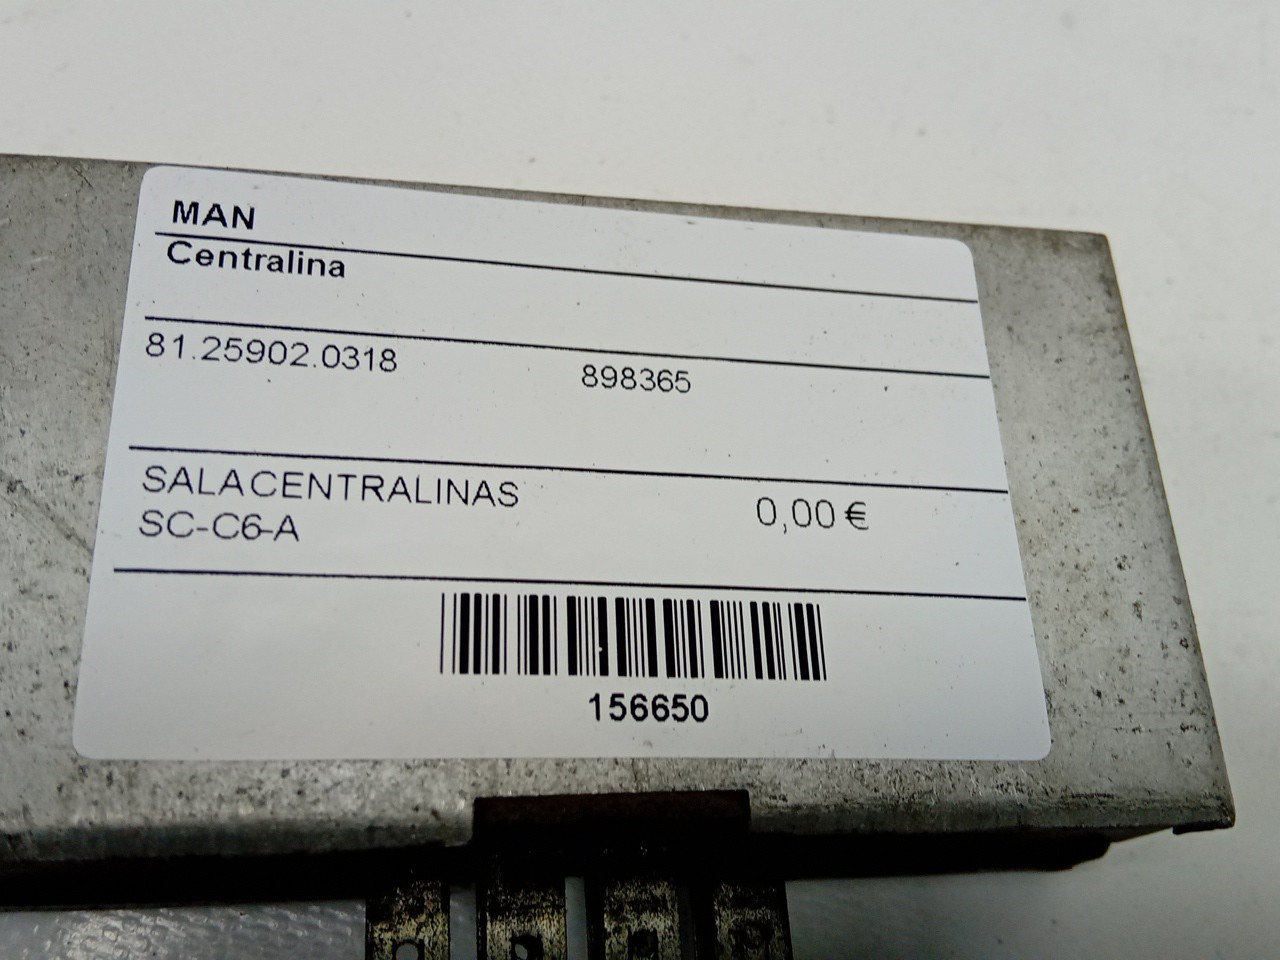 MAN
Centralina
81.25902.0318 898365
SALACENTRALINAS
SC-C6-A 0,00 €
156650